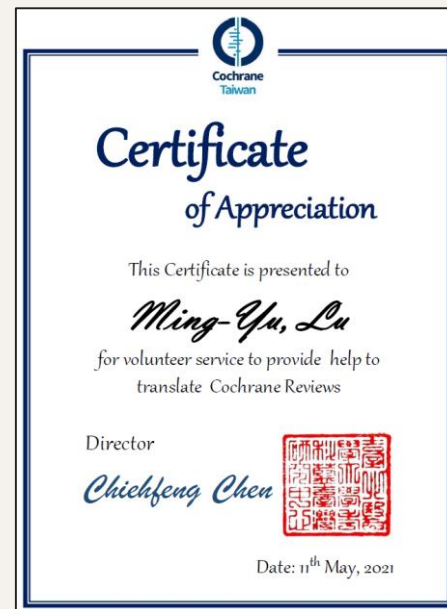 Cochrane
Taiwan
Certificate
of Appreciation
This Certificate is presented to
Ming-Yu, Lu
for volunteer service to provide help to
translate Cochrane Reviews
Director
Chiehfeng Chen
Date: 11th May, 2021